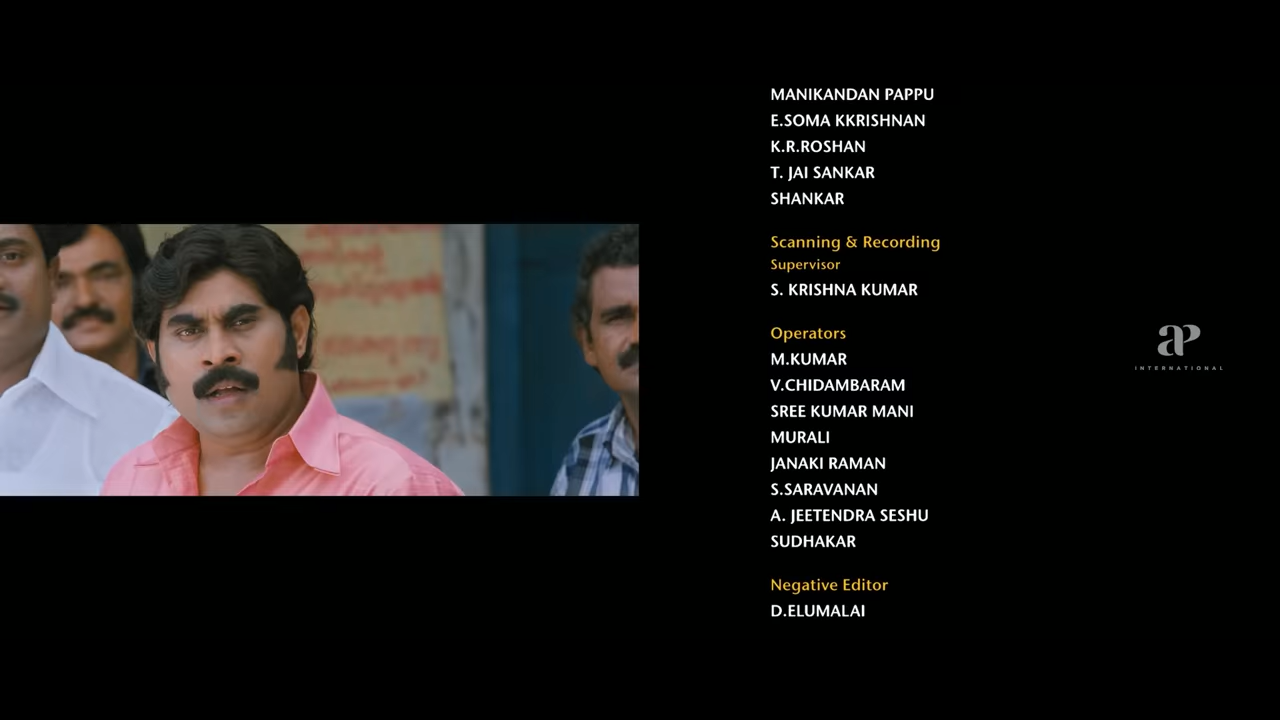 MANIKANDAN PAPPU
E.SOMA KKRISHNAN
K.R.ROSHAN
T. JAI SANKAR
SHANKAR
Scanning & Recording
Supervisor
S. KRISHNA KUMAR
Operators
M.KUMAR
V.CHIDAMBARAM
SREE KUMAR MANI
MURALI
JANAKI RAMAN
S.SARAVANAN
A. JEETENDRA SESHU
SUDHAKAR
Negative Editor
D.ELUMALAI
ap
INTERNATIONAL